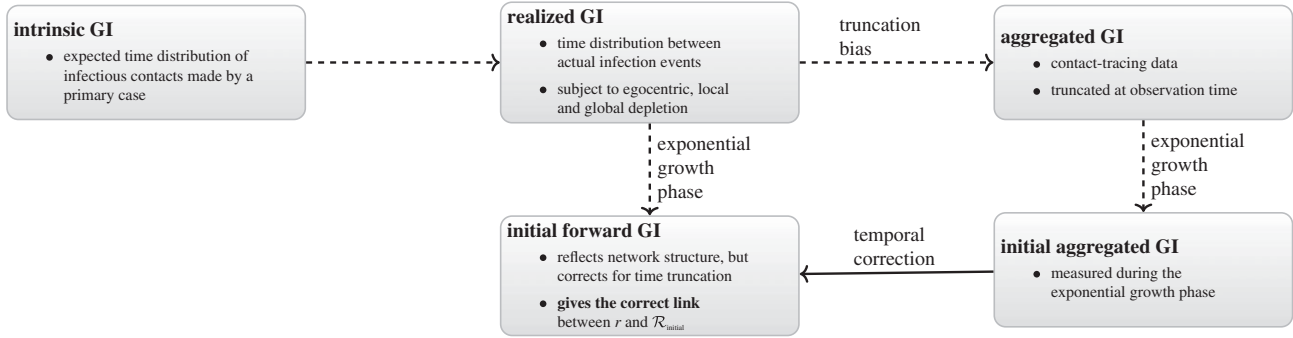 intrinsic GI
• expected time distribution of
infectious contacts made by a
primary case
realized GI
• time distribution between
actual infection events
• subject to egocentric, local
and global depletion
truncation
bias
aggregated GI
• contact-tracing data
• truncated at observation time
exponential
growth
phase
exponential
growth
phase
initial forward GI
• reflects network structure, but
corrects for time truncation
• gives the correct link
between r and ℛinitial
temporal
correction
initial aggregated GI
• measured during the
exponential growth phase